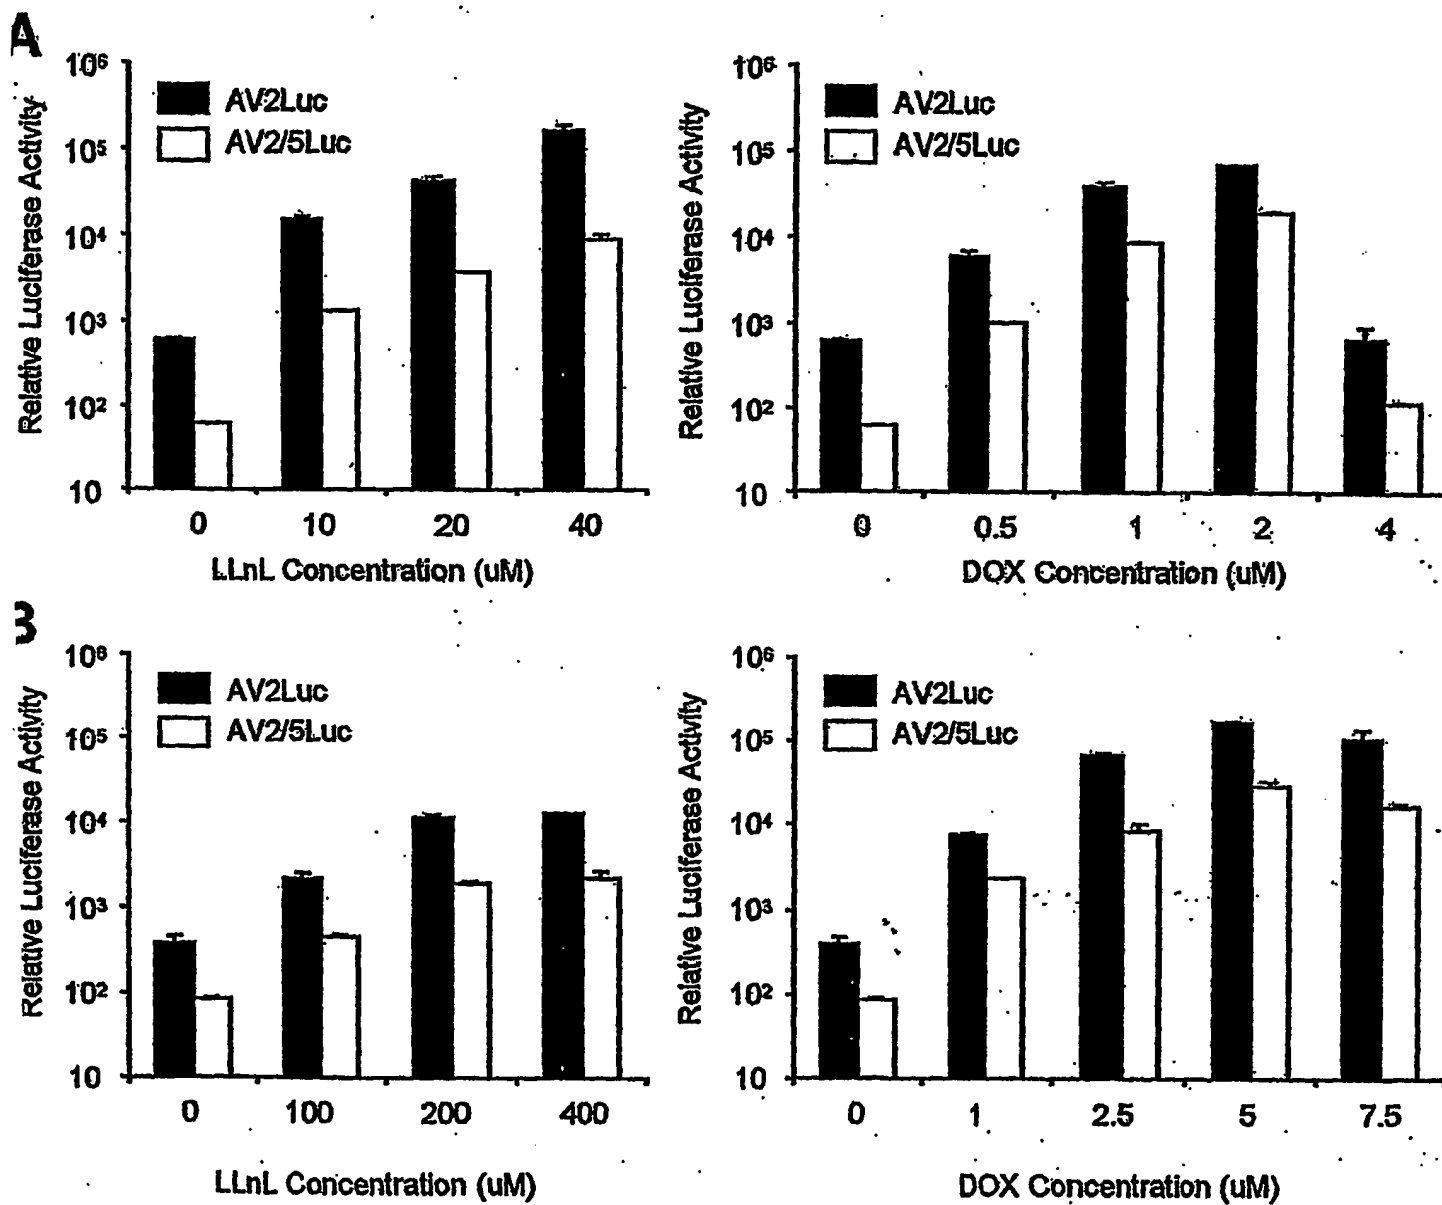 A
10⁶
10⁵
10⁴
10³
10²
10
Relative Luciferase Activity
AV2Luc
AV2/5Luc
0 10 20 40
LLnL Concentration (uM)
10⁶
10⁵
10⁴
10³
10²
10
Relative Luciferase Activity
AV2Luc
AV2/5Luc
0 0.5 1 2 4
DOX Concentration (uM)
10⁶
10⁵
10⁴
10³
10²
10
Relative Luciferase Activity
AV2Luc
AV2/5Luc
0 100 200 400
LLnL Concentration (uM)
10⁶
10⁵
10⁴
10³
10²
10
Relative Luciferase Activity
AV2Luc
AV2/5Luc
0 1 2.5 5 7.5
DOX Concentration (uM)